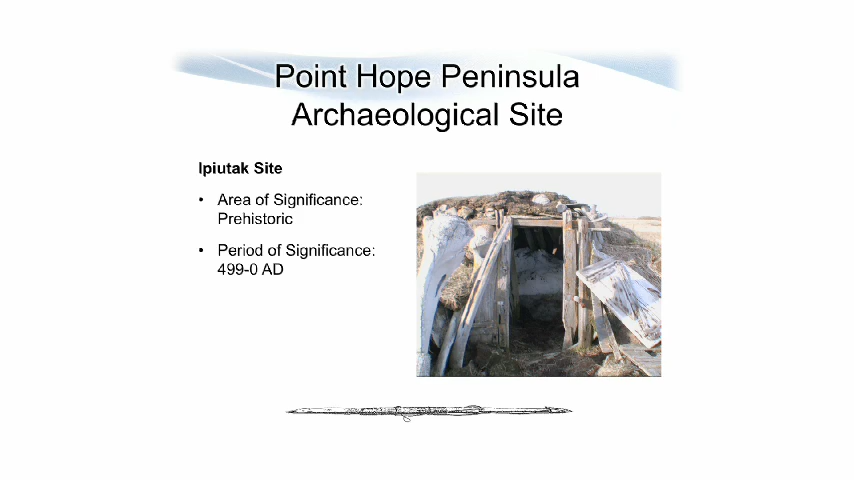 Point Hope Peninsula
Archaeological Site
Ipiutak Site
• Area of Significance:
Prehistoric
• Period of Significance:
499-0 AD